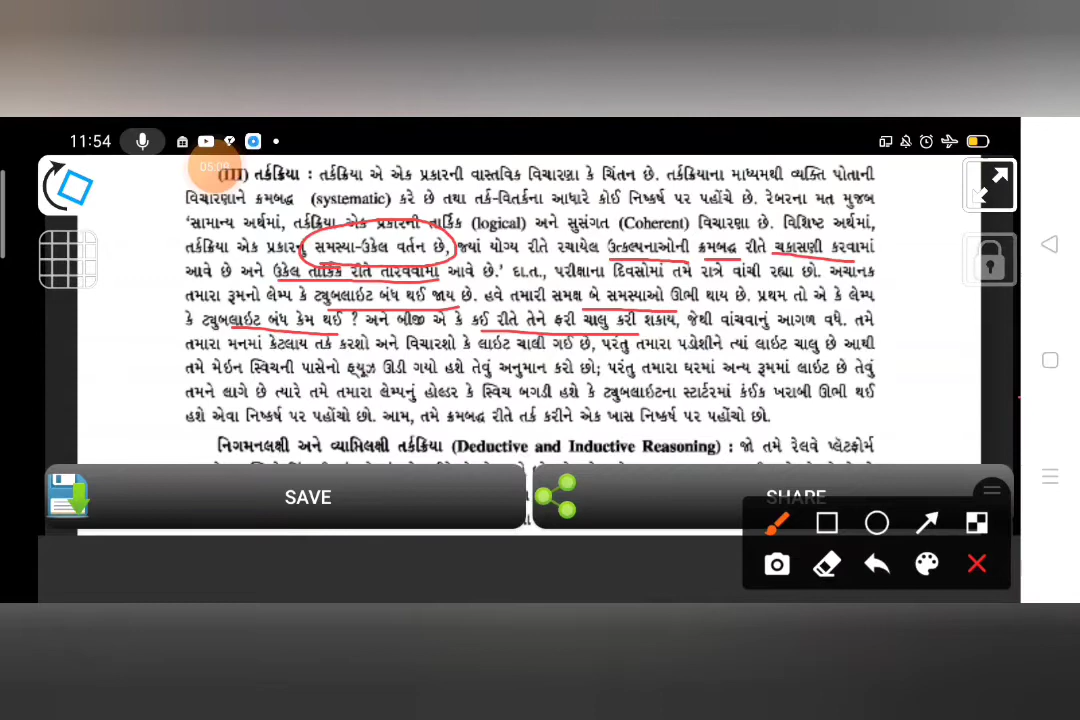 11:54
05:09
(III) તર્કક્રિયા : તર્કક્રિયા એ એક પ્રકારની વાસ્તવિક વિચારણા કે ચિંતન છે. તર્કક્રિયાના માધ્યમથી વ્યક્તિ પોતાની
વિચારણાને ક્રમબદ્ધ (systematic) કરે છે તથા તર્ક-વિતર્કના આધારે કોઈ નિષ્કર્ષ પર પહોંચે છે. રેબરના મત મુજબ
'સામાન્ય અર્થમાં, તર્કક્રિયા એક પ્રકારની તાર્કિક (logical) અને સુસંગત (Coherent) વિચારણા છે. વિશિષ્ટ અર્થમાં,
તર્કક્રિયા એક પ્રકારનુ સમસ્યા-ઉકેલ વર્તન છે, જ્યાં યોગ્ય રીતે રચાયેલ ઉત્કલ્પનાઓની ક્રમબદ્ધ રીતે ચકાસણી કરવામાં
આવે છે અને ઉકેલ તાર્કિક રીતે તારવવામાં આવે છે.' દા.ત., પરીક્ષાના દિવસોમાં તમે રાત્રે વાંચી રહ્યા છો. અચાનક
તમારા રૂમનો લેમ્પ કે ટ્યુબલાઇટ બંધ થઈ જાય છે. હવે તમારી સમક્ષ બે સમસ્યાઓ ઊભી થાય છે. પ્રથમ તો એ કે લેમ્પ
કે ટ્યુબલાઇટ બંધ કેમ થઈ ? અને બીજી એ કે કઈ રીતે તેને ફરી ચાલુ કરી શકાય, જેથી વાંચવાનું આગળ વધે. તમે
તમારા મનમાં કેટલાય તર્ક કરશો અને વિચારશો કે લાઇટ ચાલી ગઈ છે, પરંતુ તમારા પડોશીને ત્યાં લાઇટ ચાલુ છે આથી
તમે મેઇન સ્વિચની પાસેનો ફ્યૂઝ ઊડી ગયો હશે તેવું અનુમાન કરો છો; પરંતુ તમારા ઘરમાં અન્ય રૂમમાં લાઇટ છે તેવું
તમને લાગે છે ત્યારે તમે તમારા લેમ્પનું હોલ્ડર કે સ્વિચ બગડી હશે કે ટ્યુબલાઇટના સ્ટાર્ટરમાં કંઈક ખરાબી ઊભી થઈ
હશે એવા નિષ્કર્ષ પર પહોંચો છો. આમ, તમે ક્રમબદ્ધ રીતે તર્ક કરીને એક ખાસ નિષ્કર્ષ પર પહોંચો છો.
નિગમનલક્ષી અને વ્યાપ્તિલક્ષી તર્કક્રિયા (Deductive and Inductive Reasoning) : જો તમે રેલવે પ્લેટફોર્મ
SAVE
SHARE